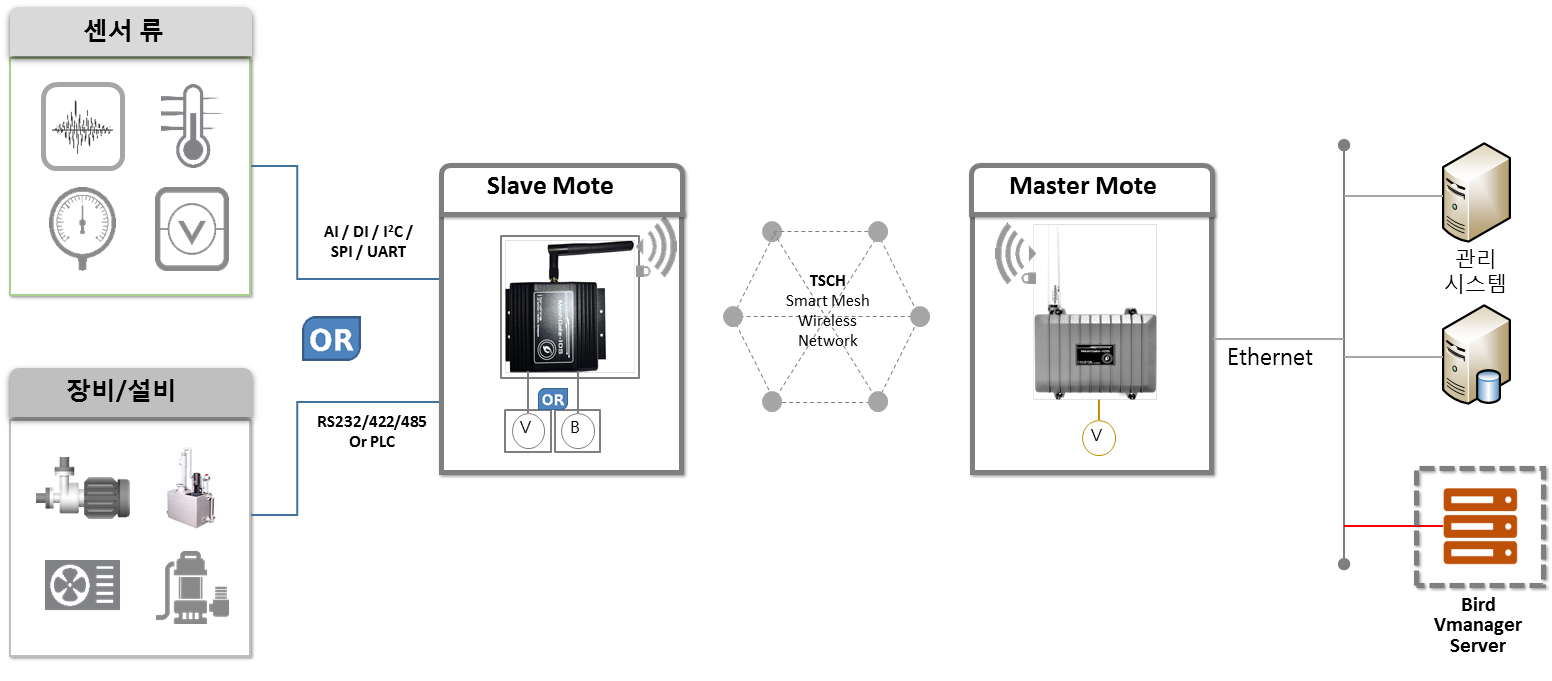 센서 류
AI / DI / I²C /
SPI / UART
OR
장비/설비
RS232/422/485
Or PLC
Slave Mote
OR
V
B
TSCH
Smart Mesh
Wireless
Network
Master Mote
V
Ethernet
관리
시스템
Bird
Vmanager
Server